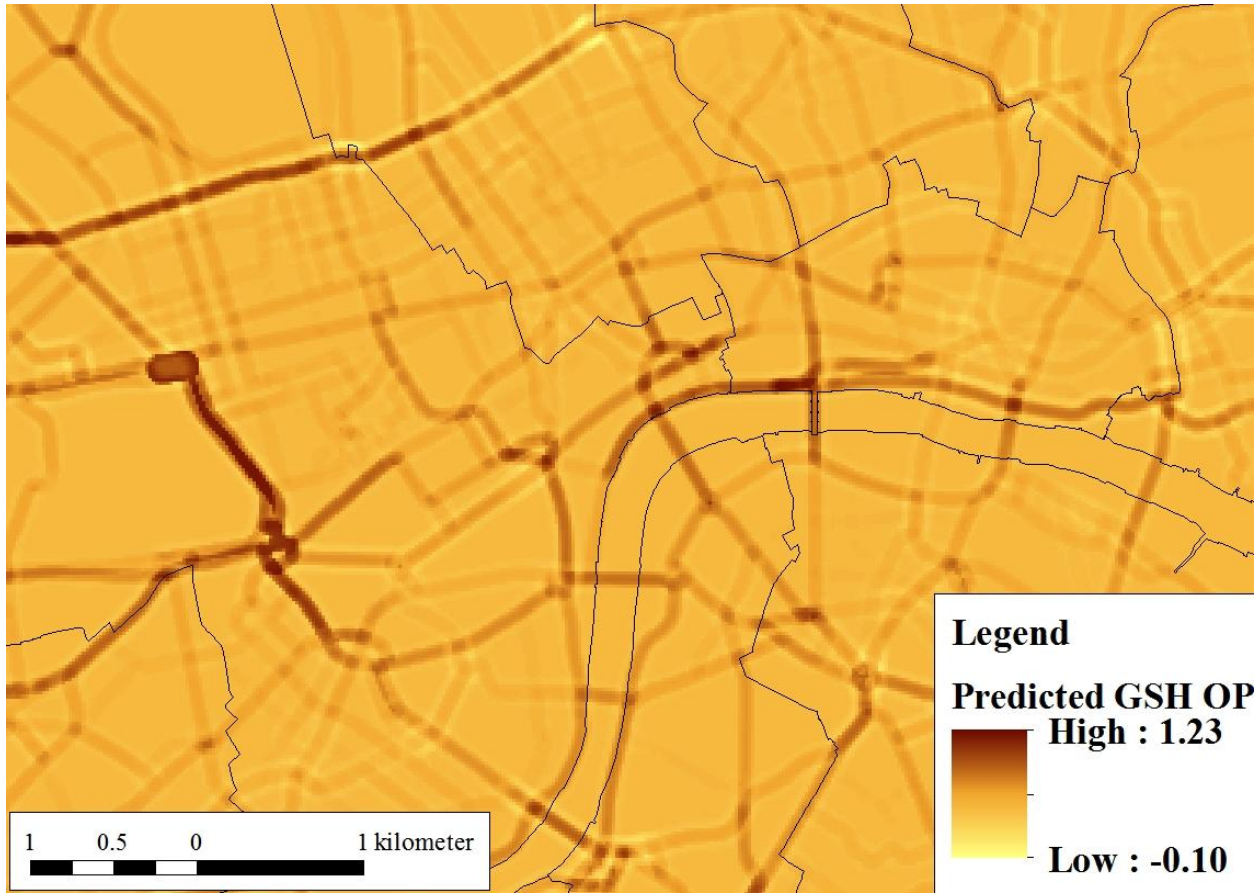 Legend
Predicted GSH OP
High : 1.23
Low : -0.10
1 0.5 0 1 kilometer